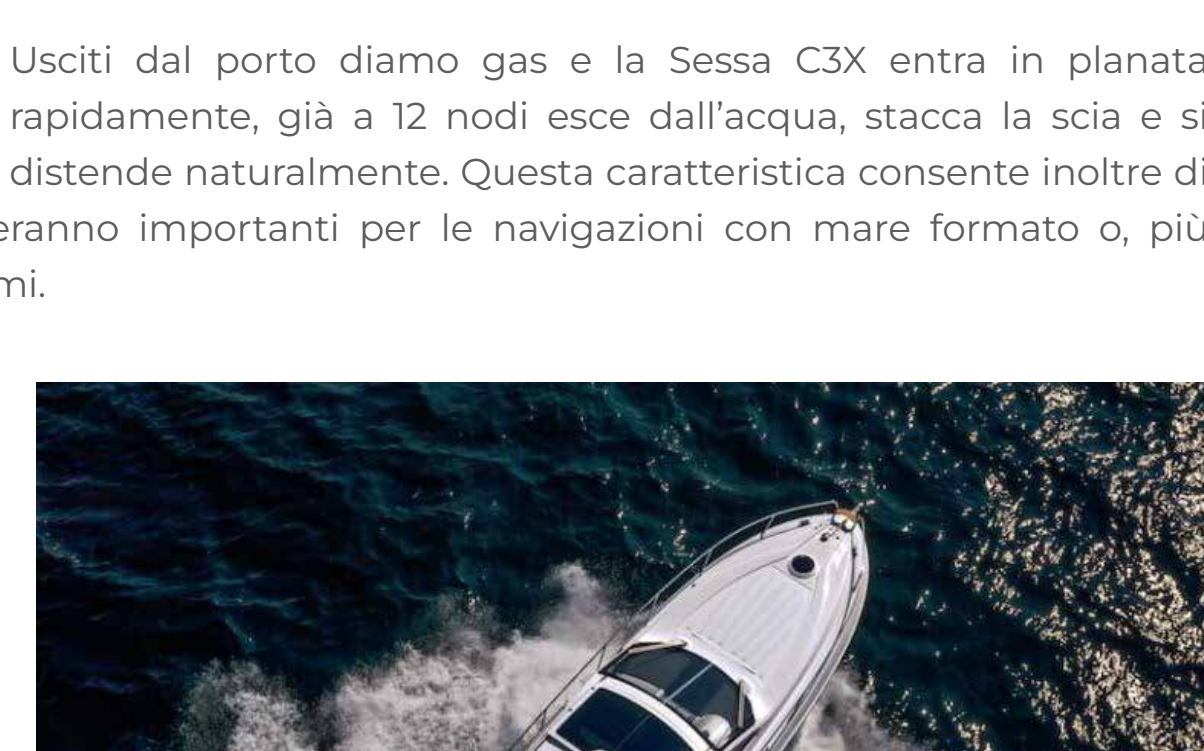 Usciti dal porto diamo gas e la Sessa C3X entra in planata
rapidamente, già a 12 nodi esce dall’acqua, stacca la scia e si
distende naturalmente. Questa caratteristica consente inoltre di
eranno importanti per le navigazioni con mare formato o, più
mi.